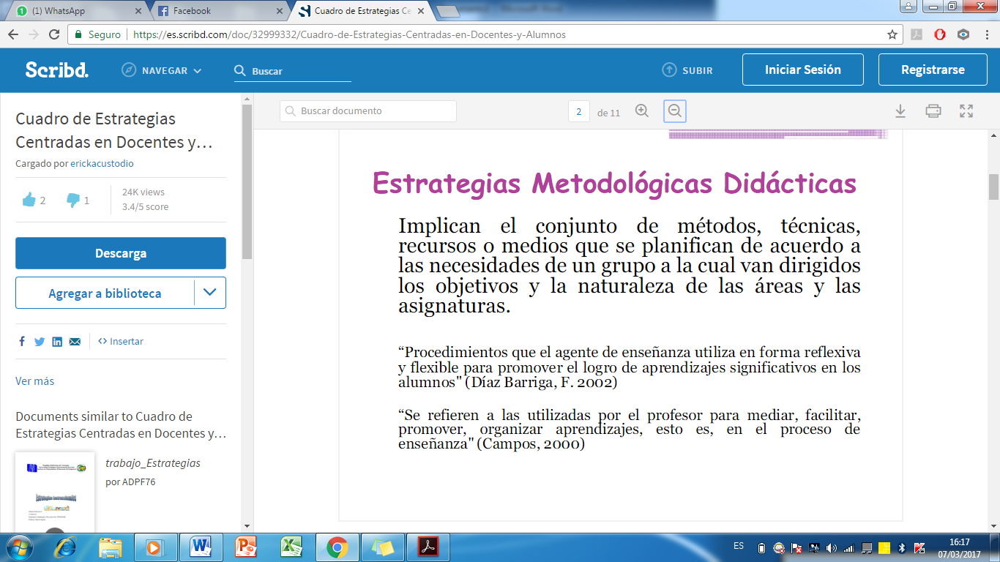 (1) WhatsApp
Facebook
Cuadro de Estrategias Ce
Seguro
https://es.scribd.com/doc/32999332/Cuadro-de-Estrategias-Centradas-en-Docentes-y-Alumnos
Scribd.
NAVEGAR
Buscar
SUBIR
Iniciar Sesión
Registrarse
Cuadro de Estrategias
Centradas en Docentes y…
Cargado por erickacustodio
2
1
24K views
3.4/5 score
Descarga
Agregar a biblioteca
Insertar
Ver más
Documents similar to Cuadro de
Estrategias Centradas en Docentes y…
trabajo_Estrategias
por ADPF76
Buscar documento
2
de 11
Estrategias Metodológicas Didácticas
Implican el conjunto de métodos, técnicas,
recursos o medios que se planifican de acuerdo a
las necesidades de un grupo a la cual van dirigidos
los objetivos y la naturaleza de las áreas y las
asignaturas.
“Procedimientos que el agente de enseñanza utiliza en forma reflexiva
y flexible para promover el logro de aprendizajes significativos en los
alumnos" (Díaz Barriga, F. 2002)
“Se refieren a las utilizadas por el profesor para mediar, facilitar,
promover, organizar aprendizajes, esto es, en el proceso de
enseñanza" (Campos, 2000)
ES
16:17
07/03/2017